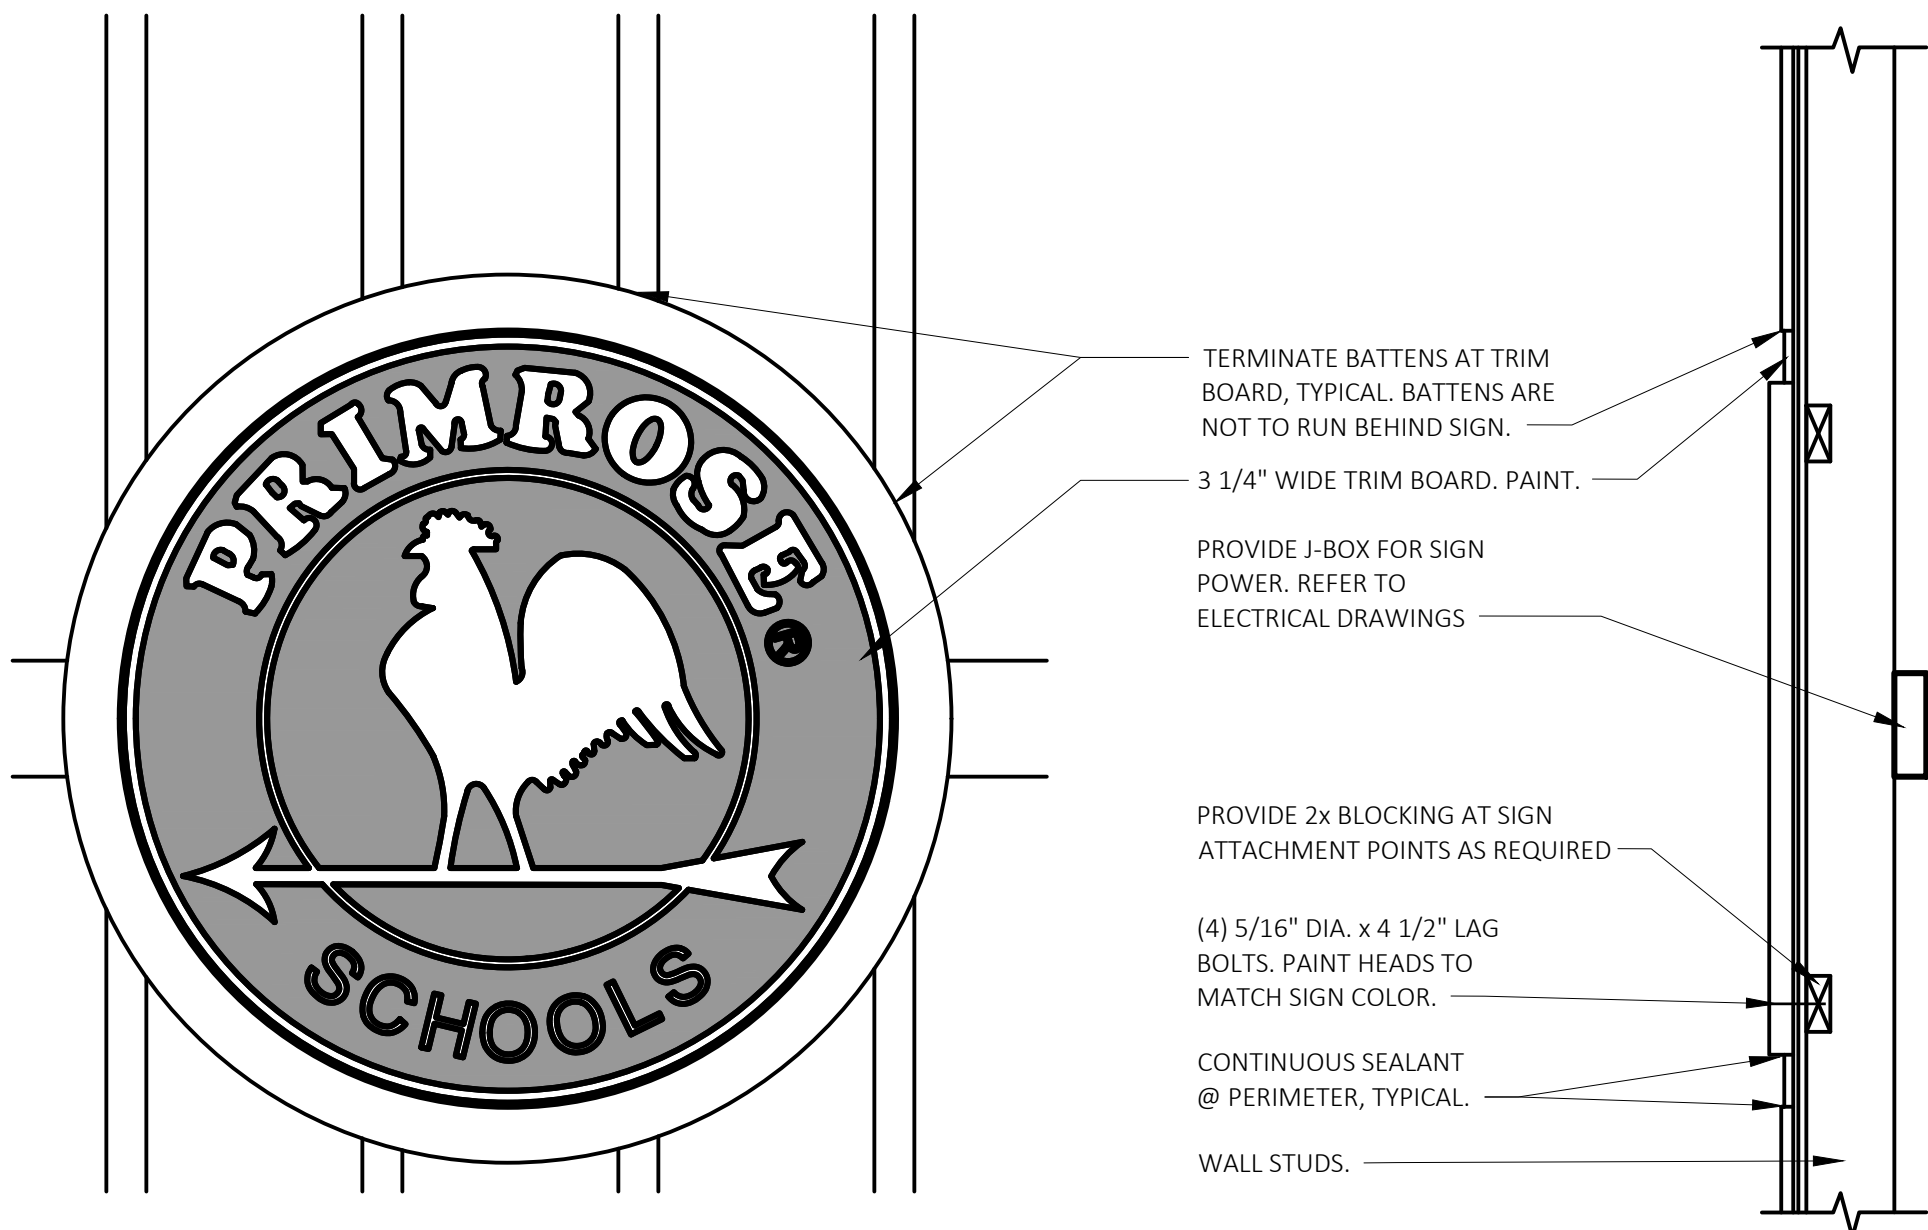 PRIMROSE®
SCHOOLS
TERMINATE BATTENS AT TRIM
BOARD, TYPICAL. BATTENS ARE
NOT TO RUN BEHIND SIGN.
3 1/4" WIDE TRIM BOARD. PAINT.
PROVIDE J-BOX FOR SIGN
POWER. REFER TO
ELECTRICAL DRAWINGS
PROVIDE 2x BLOCKING AT SIGN
ATTACHMENT POINTS AS REQUIRED
(4) 5/16" DIA. x 4 1/2" LAG
BOLTS. PAINT HEADS TO
MATCH SIGN COLOR.
CONTINUOUS SEALANT
@ PERIMETER, TYPICAL.
WALL STUDS.